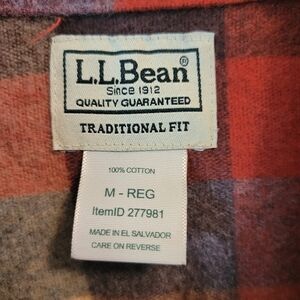 L.L.Bean®
Since 1912
QUALITY GUARANTEED
TRADITIONAL FIT
100% COTTON
M - REG
ItemID 277981
MADE IN EL SALVADOR
CARE ON REVERSE